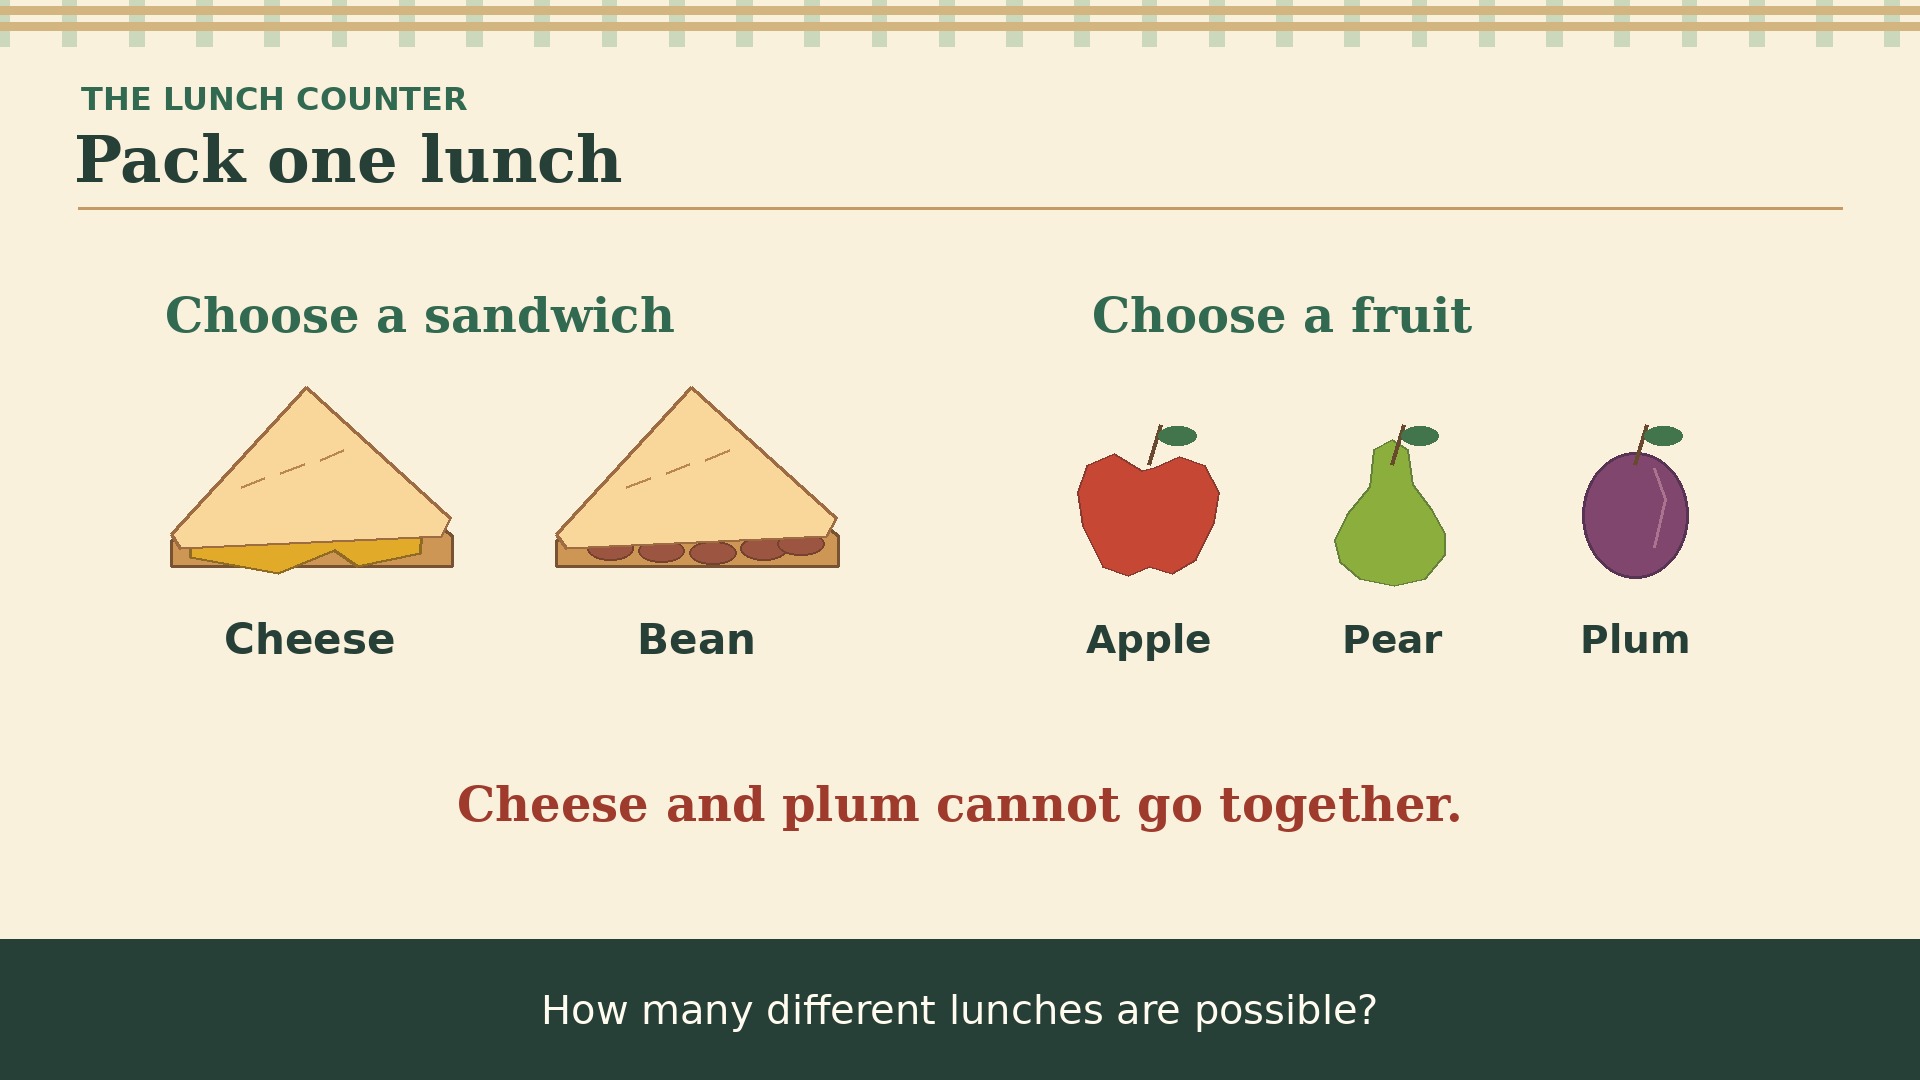 THE LUNCH COUNTER
Pack one lunch
Choose a sandwich
Choose a fruit
Cheese
Bean
Apple
Pear
Plum
Cheese and plum cannot go together.
How many different lunches are possible?